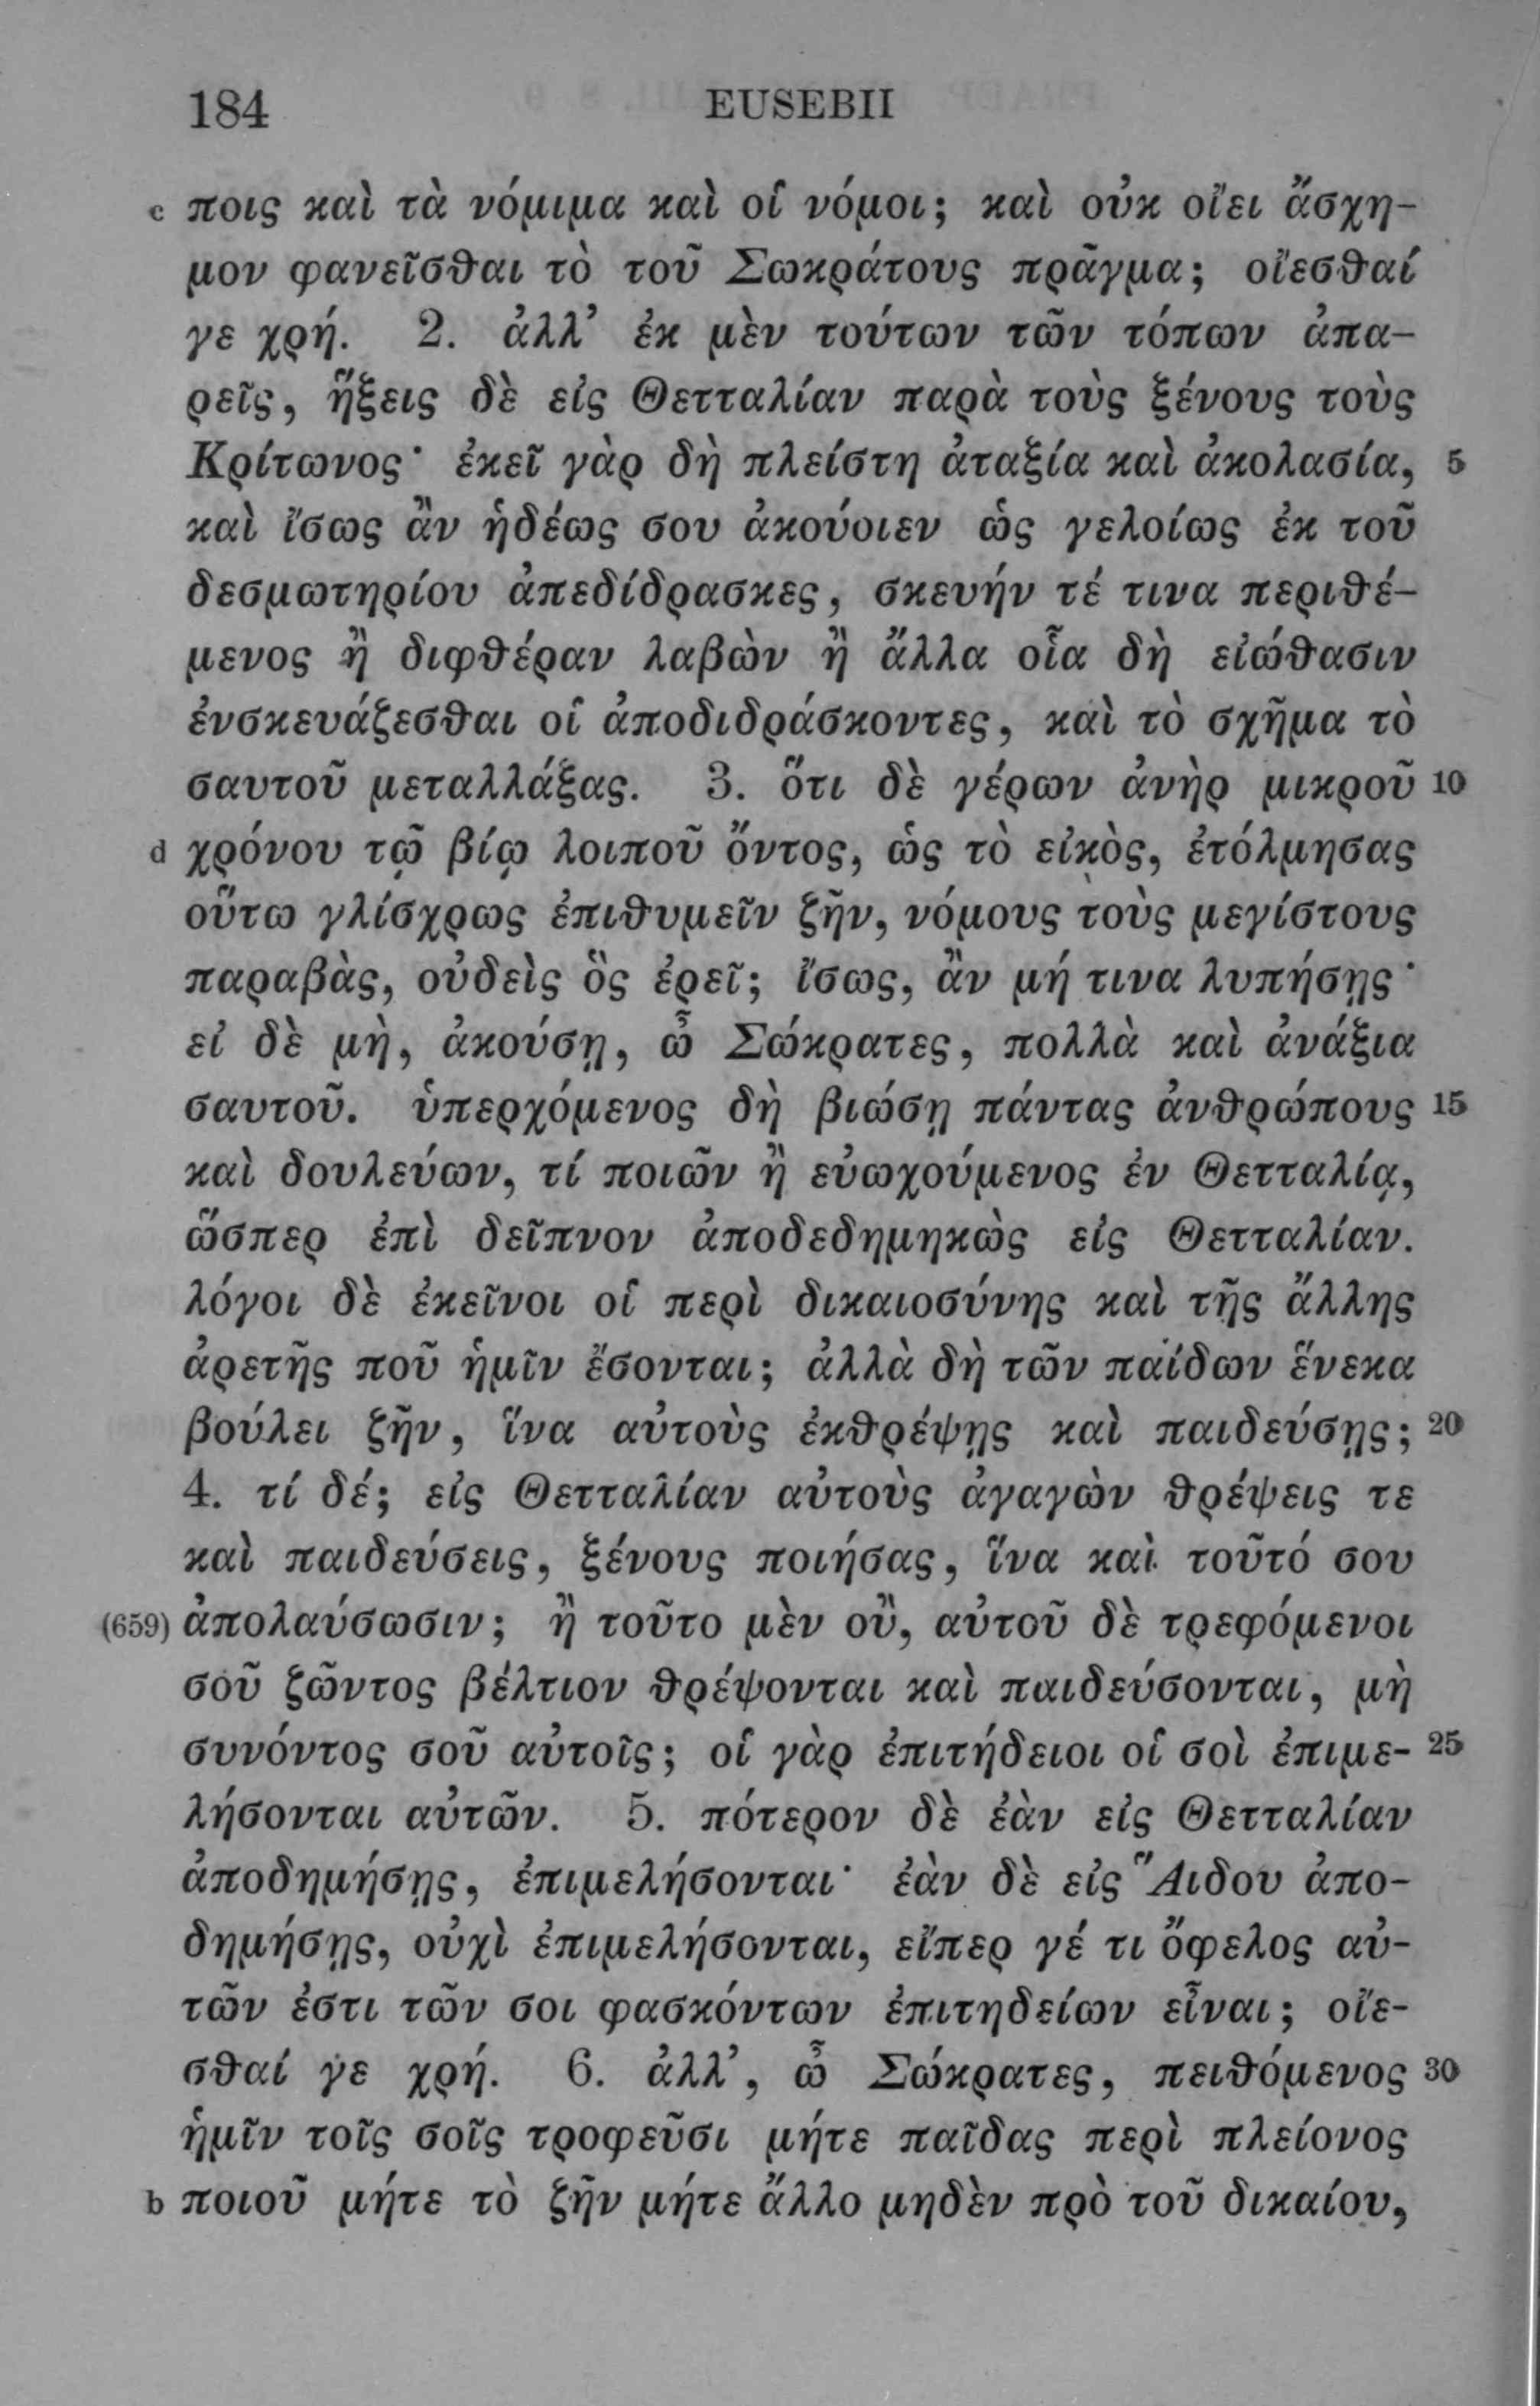 184 EUSEBII
c ποις καὶ τὰ νόμιμα καὶ οἱ νόμοι; καὶ οὐκ οἴει ἄσχη-
μον φανεῖσθαι τὸ τοῦ Σωκράτους πρᾶγμα; οἴεσθαί
γε χρή. 2. ἀλλ’ ἐκ μὲν τούτων τῶν τόπων ἀπα-
ρεῖς, ἥξεις δὲ εἰς Θετταλίαν παρὰ τοὺς ξένους τοὺς
Κρίτωνος· ἐκεῖ γὰρ δὴ πλείστη ἀταξία καὶ ἀκολασία, 5
καὶ ἴσως ἂν ἡδέως σου ἀκούοιεν ὡς γελοίως ἐκ τοῦ
δεσμωτηρίου ἀπεδίδρασκες, σκευήν τέ τινα περιθέ-
μενος ἢ διφθέραν λαβὼν ἢ ἄλλα οἷα δὴ εἰώθασιν
ἐνσκευάζεσθαι οἱ ἀποδιδράσκοντες, καὶ τὸ σχῆμα τὸ
σαυτοῦ μεταλλάξας. 3. ὅτι δὲ γέρων ἀνὴρ μικροῦ 10
d χρόνου τῷ βίῳ λοιποῦ ὄντος, ὡς τὸ εἰκὸς, ἐτόλμησας
οὕτω γλίσχρως ἐπιθυμεῖν ζῆν, νόμους τοὺς μεγίστους
παραβὰς, οὐδεὶς ὃς ἐρεῖ; ἴσως, ἂν μή τινα λυπήσῃς·
εἰ δὲ μὴ, ἀκούσῃ, ὦ Σώκρατες, πολλὰ καὶ ἀνάξια
σαυτοῦ. ὑπερχόμενος δὴ βιώσῃ πάντας ἀνθρώπους 15
καὶ δουλεύων, τί ποιῶν ἢ εὐωχούμενος ἐν Θετταλίᾳ,
ὥσπερ ἐπὶ δεῖπνον ἀποδεδημηκὼς εἰς Θετταλίαν.
λόγοι δὲ ἐκεῖνοι οἱ περὶ δικαιοσύνης καὶ τῆς ἄλλης
ἀρετῆς ποῦ ἡμῖν ἔσονται; ἀλλὰ δὴ τῶν παίδων ἕνεκα
βούλει ζῆν, ἵνα αὐτοὺς ἐκθρέψῃς καὶ παιδεύσῃς; 20
4. τί δέ; εἰς Θετταλίαν αὐτοὺς ἀγαγὼν θρέψεις τε
καὶ παιδεύσεις, ξένους ποιήσας, ἵνα καὶ τοῦτό σου
(659) ἀπολαύσωσιν; ἢ τοῦτο μὲν οὒ, αὐτοῦ δὲ τρεφόμενοι
σοῦ ζῶντος βέλτιον θρέψονται καὶ παιδεύσονται, μὴ
συνόντος σοῦ αὐτοῖς; οἱ γὰρ ἐπιτήδειοι οἱ σοὶ ἐπιμε- 25
λήσονται αὐτῶν. 5. πότερον δὲ ἐὰν εἰς Θετταλίαν
ἀποδημήσῃς, ἐπιμελήσονται· ἐὰν δὲ εἰς Ἅιδου ἀπο-
δημήσῃς, οὐχὶ ἐπιμελήσονται, εἴπερ γέ τι ὄφελος αὐ-
τῶν ἐστι τῶν σοι φασκόντων ἐπιτηδείων εἶναι; οἴε-
σθαί γε χρή. 6. ἀλλ’, ὦ Σώκρατες, πειθόμενος 30
ἡμῖν τοῖς σοῖς τροφεῦσι μήτε παῖδας περὶ πλείονος
b ποιοῦ μήτε τὸ ζῆν μήτε ἄλλο μηδὲν πρὸ τοῦ δικαίου,